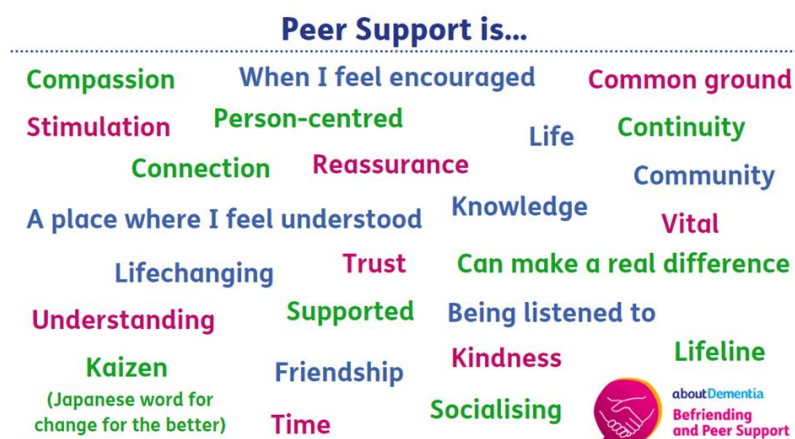 Peer Support is...
Compassion
When I feel encouraged
Common ground
Stimulation
Person-centred
Life
Continuity
Connection
Reassurance
Community
A place where I feel understood
Knowledge
Vital
Lifechanging
Trust
Can make a real difference
Understanding
Supported
Being listened to
Kaizen
(Japanese word for
change for the better)
Friendship
Kindness
Lifeline
Time
Socialising
aboutDementia
Befriending
and Peer Support